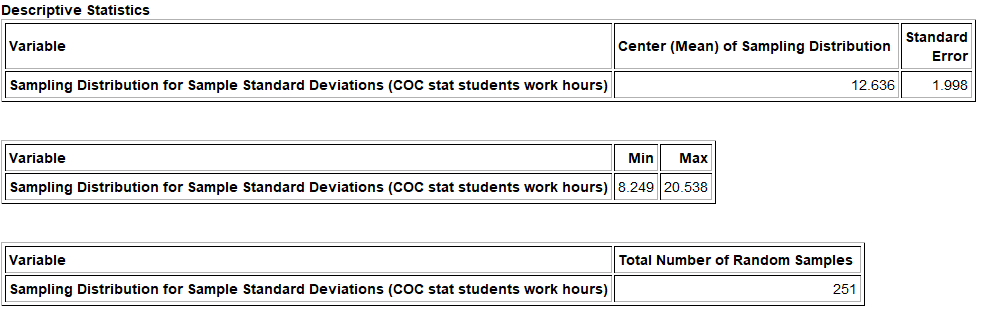 Descriptive Statistics
Variable Center (Mean) of Sampling Distribution Standard Error
Sampling Distribution for Sample Standard Deviations (COC stat students work hours) 12.636 1.998
Variable Min Max
Sampling Distribution for Sample Standard Deviations (COC stat students work hours) 8.249 20.538
Variable Total Number of Random Samples
Sampling Distribution for Sample Standard Deviations (COC stat students work hours) 251